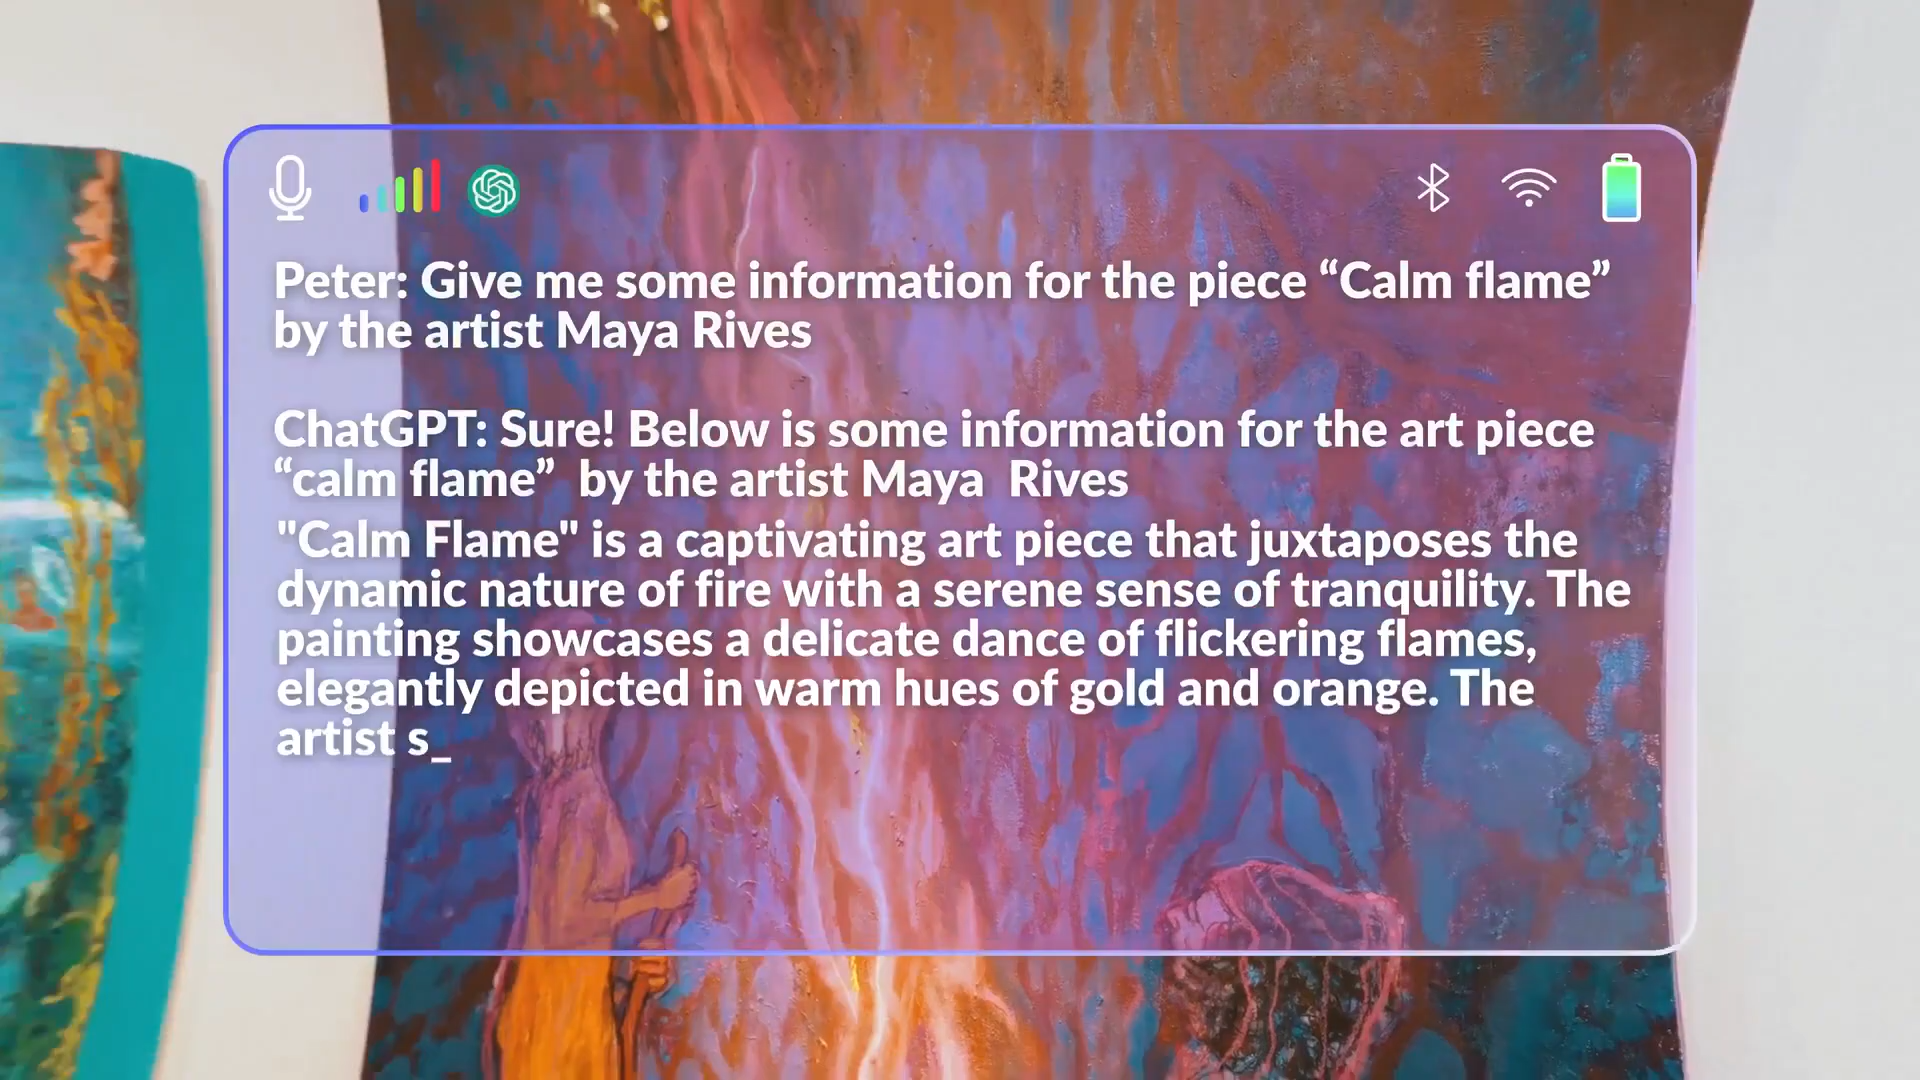 Peter: Give me some information for the piece “Calm flame”
by the artist Maya Rives
ChatGPT: Sure! Below is some information for the art piece
“calm flame”  by the artist Maya  Rives
"Calm Flame" is a captivating art piece that juxtaposes the
dynamic nature of fire with a serene sense of tranquility. The
painting showcases a delicate dance of flickering flames,
elegantly depicted in warm hues of gold and orange. The
artist s_